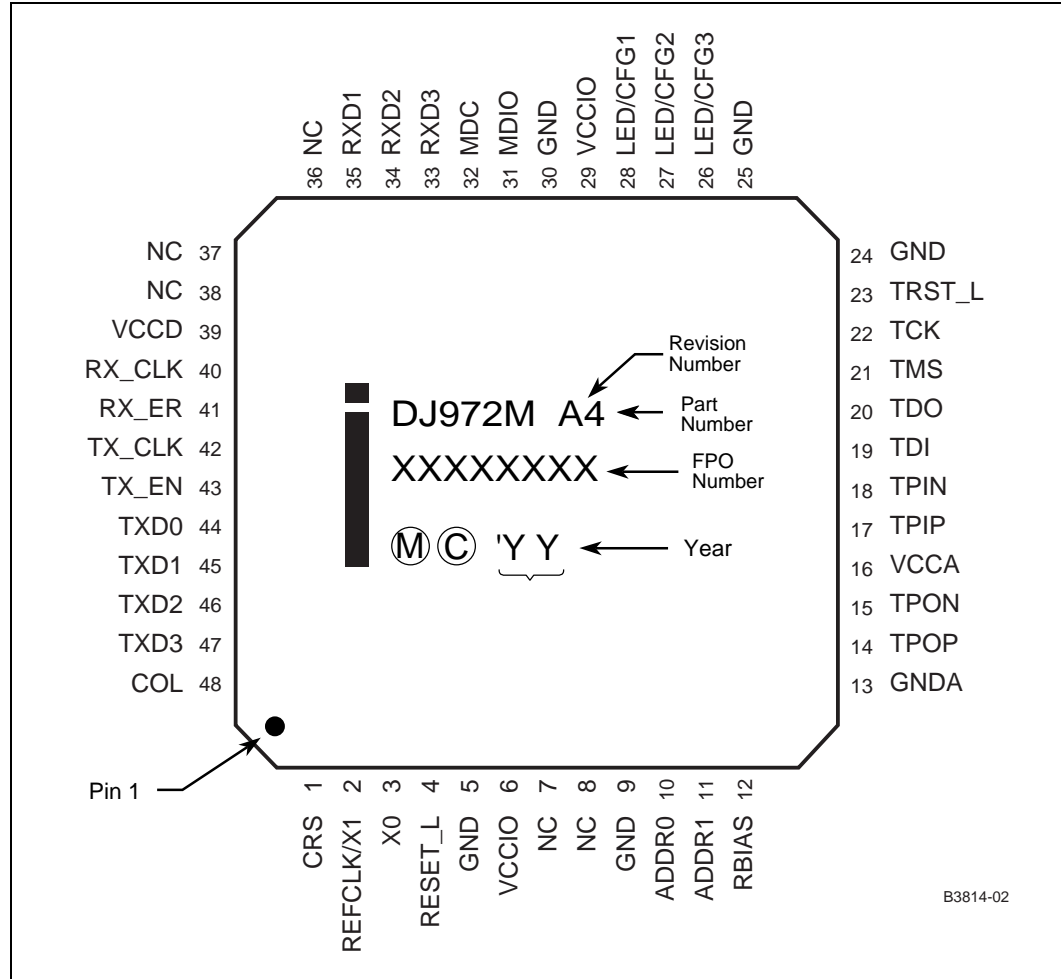 36 NC
35 RXD1
34 RXD2
33 RXD3
32 MDC
31 MDIO
30 GND
29 VCCIO
28 LED/CFG1
27 LED/CFG2
26 LED/CFG3
25 GND
NC 37
NC 38
VCCD 39
RX_CLK 40
RX_ER 41
TX_CLK 42
TX_EN 43
TXD0 44
TXD1 45
TXD2 46
TXD3 47
COL 48
Revision
Number
DJ972M A4
Part
Number
XXXXXXXX
FPO
Number
M C 'Y Y
Year
24 GND
23 TRST_L
22 TCK
21 TMS
20 TDO
19 TDI
18 TPIN
17 TPIP
16 VCCA
15 TPON
14 TPOP
13 GNDA
Pin 1
CRS 1
REFCLK/X1 2
X0 3
RESET_L 4
GND 5
VCCIO 6
NC 7
NC 8
GND 9
ADDR0 10
ADDR1 11
RBIAS 12
B3814-02